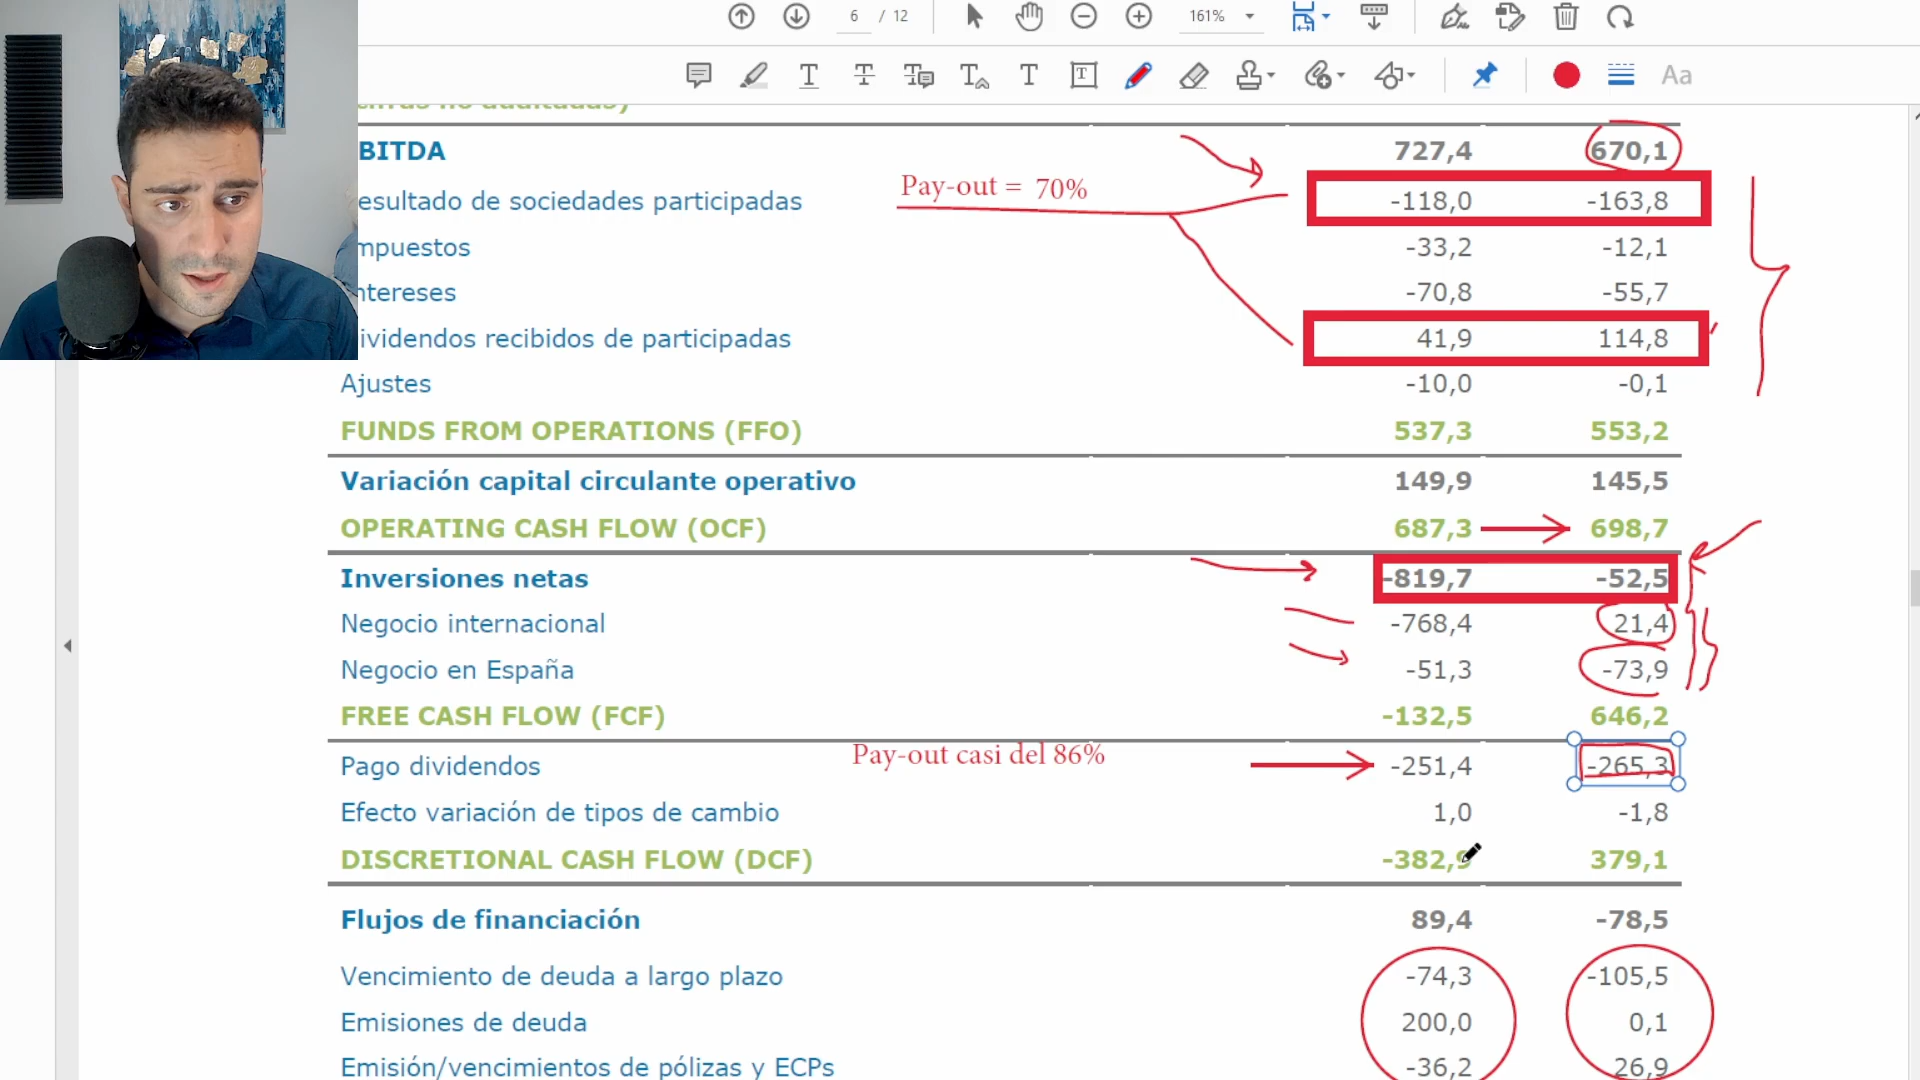 6 / 12
161%
Aa
cifras no auditadas)
BITDA 727,4 670,1
Pay-out = 70%
esultado de sociedades participadas -118,0 -163,8
mpuestos -33,2 -12,1
ntereses -70,8 -55,7
ividendos recibidos de participadas 41,9 114,8
Ajustes -10,0 -0,1
FUNDS FROM OPERATIONS (FFO) 537,3 553,2
Variación capital circulante operativo 149,9 145,5
OPERATING CASH FLOW (OCF) 687,3 698,7
Inversiones netas -819,7 -52,5
Negocio internacional -768,4 21,4
Negocio en España -51,3 -73,9
FREE CASH FLOW (FCF) -132,5 646,2
Pay-out casi del 86%
Pago dividendos -251,4 -265,3
Efecto variación de tipos de cambio 1,0 -1,8
DISCRETIONAL CASH FLOW (DCF) -382,9 379,1
Flujos de financiación 89,4 -78,5
Vencimiento de deuda a largo plazo -74,3 -105,5
Emisiones de deuda 200,0 0,1
Emisión/vencimientos de pólizas y ECPs -36,2 26,9